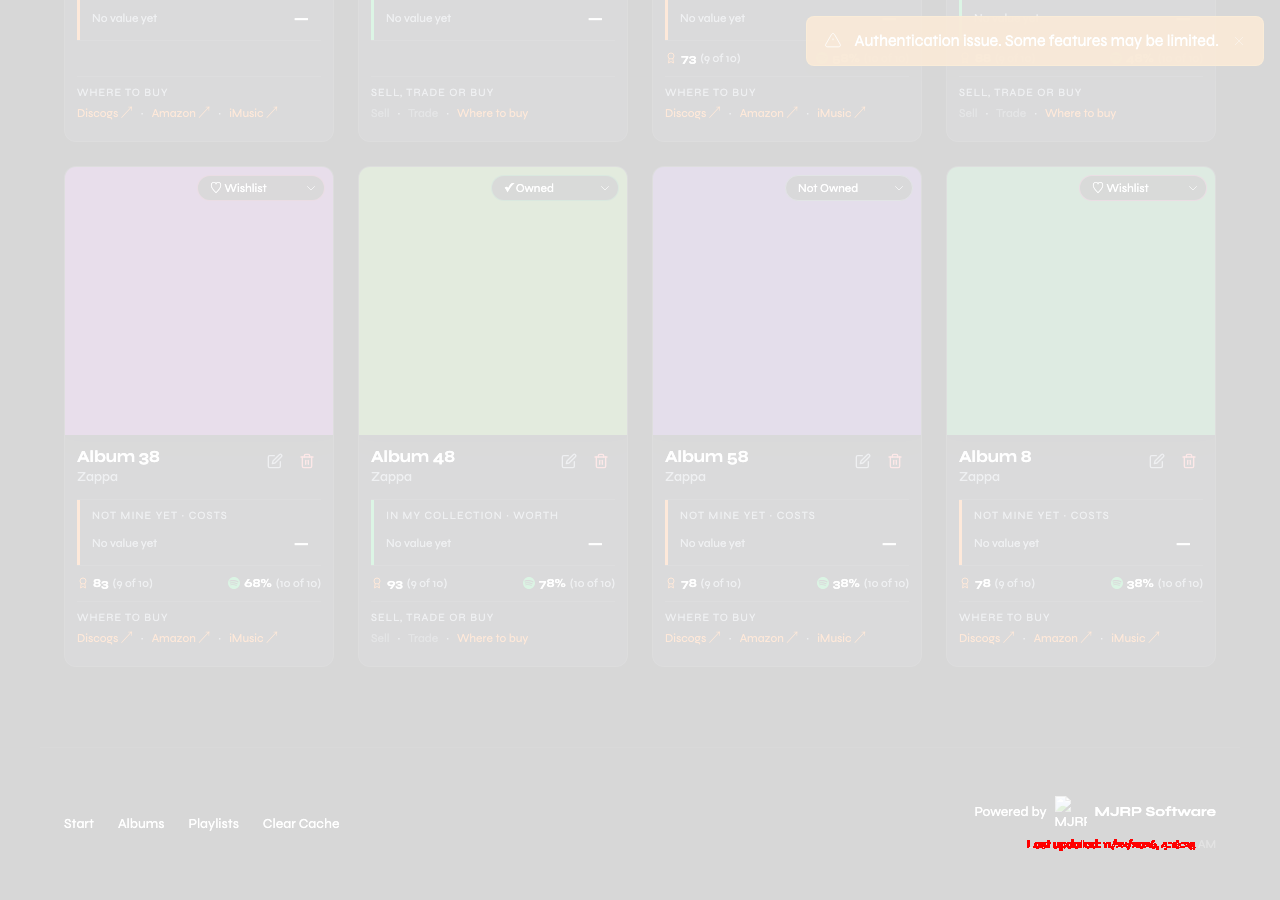 No value yet —
No value yet
Authentication issue. Some features may be limited.
73 (9 of 10)
WHERE TO BUY
Discogs · Amazon · iMusic
SELL, TRADE OR BUY
Sell · Trade · Where to buy
WHERE TO BUY
Discogs · Amazon · iMusic
SELL, TRADE OR BUY
Sell · Trade · Where to buy
♡ Wishlist
✔ Owned
Not Owned
♡ Wishlist
Album 38
Zappa
NOT MINE YET · COSTS
No value yet —
83 (9 of 10) 68% (10 of 10)
WHERE TO BUY
Discogs · Amazon · iMusic
Album 48
Zappa
IN MY COLLECTION · WORTH
No value yet —
93 (9 of 10) 78% (10 of 10)
SELL, TRADE OR BUY
Sell · Trade · Where to buy
Album 58
Zappa
NOT MINE YET · COSTS
No value yet —
78 (9 of 10) 38% (10 of 10)
WHERE TO BUY
Discogs · Amazon · iMusic
Album 8
Zappa
NOT MINE YET · COSTS
No value yet —
78 (9 of 10) 38% (10 of 10)
WHERE TO BUY
Discogs · Amazon · iMusic
Start Albums Playlists Clear Cache
Powered by MJRP Software
Last updated: AM